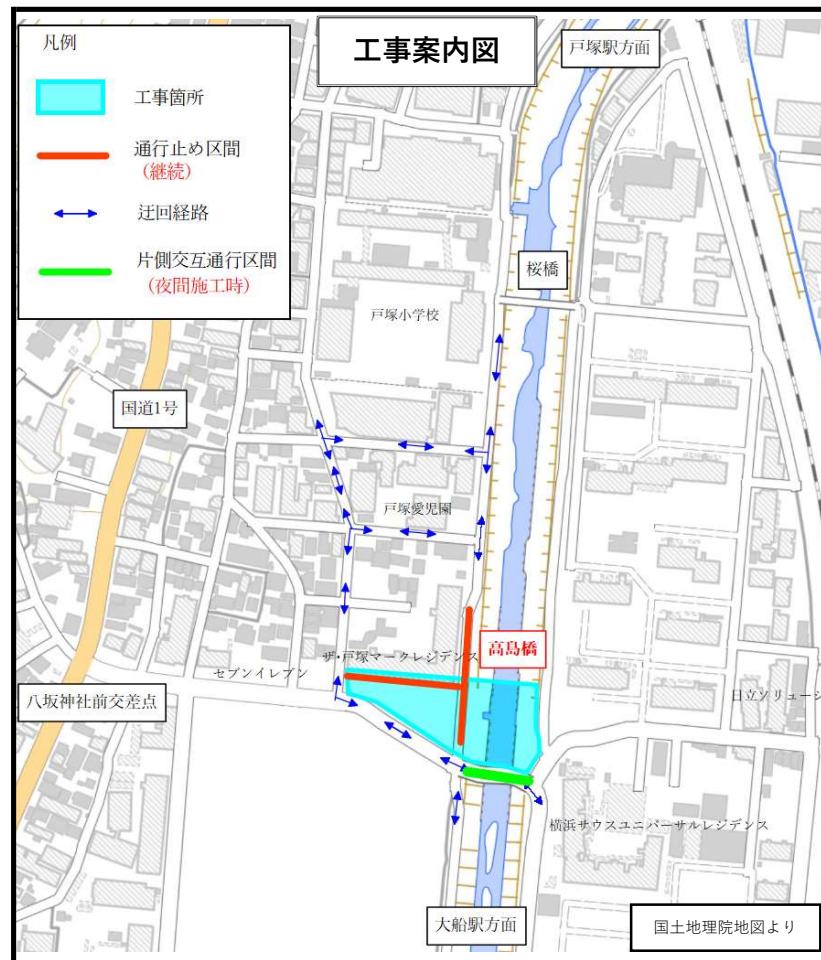 工事案内図
凡例
工事箇所
通行止め区間
(継続)
迂回経路
片側交互通行区間
(夜間施工時)
戸塚駅方面
桜橋
戸塚小学校
国道1号
戸塚愛児園
高島橋
ザ・戸塚マークレジデンス
セブンイレブン
八坂神社前交差点
日立ソリューシ
横浜サウスユニバーサルレジデンス
大船駅方面
国土地理院地図より